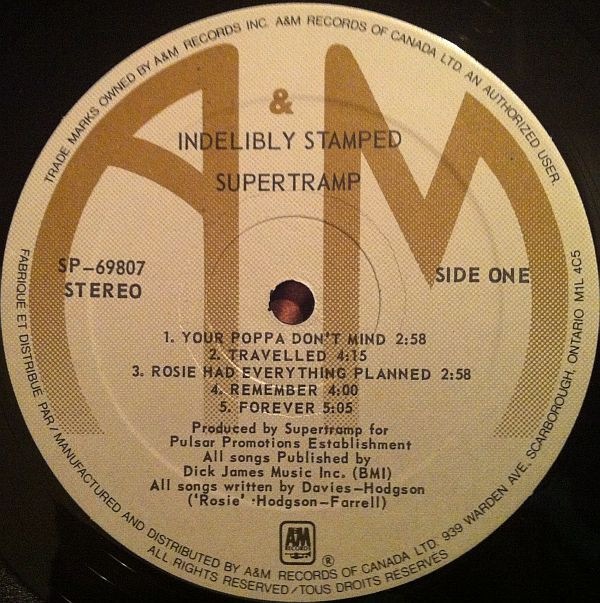 TRADE MARKS OWNED BY A&M RECORDS INC. A&M RECORDS OF CANADA LTD. AN AUTHORIZED USER.
A&M
INDELIBLY STAMPED
SUPERTRAMP
SP-69807
STEREO
SIDE ONE
1. YOUR POPPA DON'T MIND 2:58
2. TRAVELLED 4:15
3. ROSIE HAD EVERYTHING PLANNED 2:58
4. REMEMBER 4:00
5. FOREVER 5:05
Produced by Supertramp for
Pulsar Promotions Establishment
All songs Published by
Dick James Music Inc. (BMI)
All songs written by Davies-Hodgson
('Rosie' ·Hodgson-Farrell)
A&M
RECORDS
®
FABRIQUE ET DISTRIBUÉ PAR / MANUFACTURED AND DISTRIBUTED BY A&M RECORDS OF CANADA LTD. 939 WARDEN AVE, SCARBOROUGH, ONTARIO M1L 4C5
ALL RIGHTS RESERVED / TOUS DROITS RÉSERVÉS